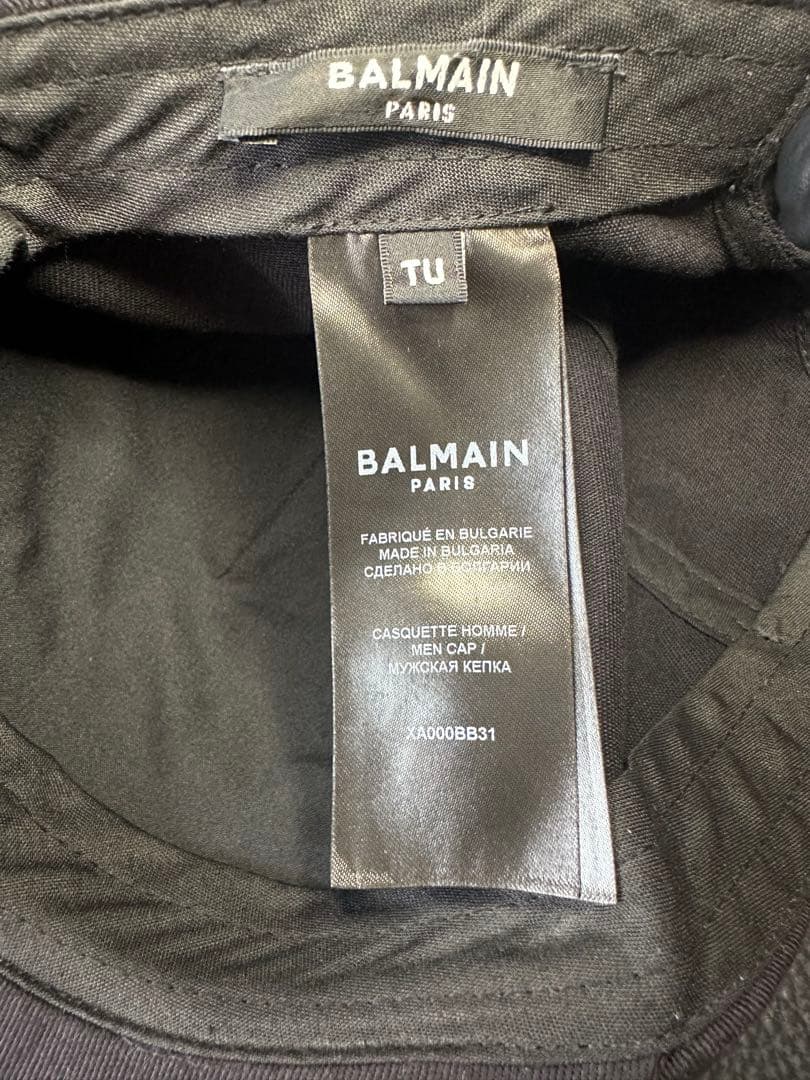 BALMAIN
PARIS
TU
BALMAIN
PARIS
FABRIQUÉ EN BULGARIE
MADE IN BULGARIA
СДЕЛАНО В БОЛГАРИИ
CASQUETTE HOMME /
MEN CAP /
МУЖСКАЯ КЕПКА
XA000BB31